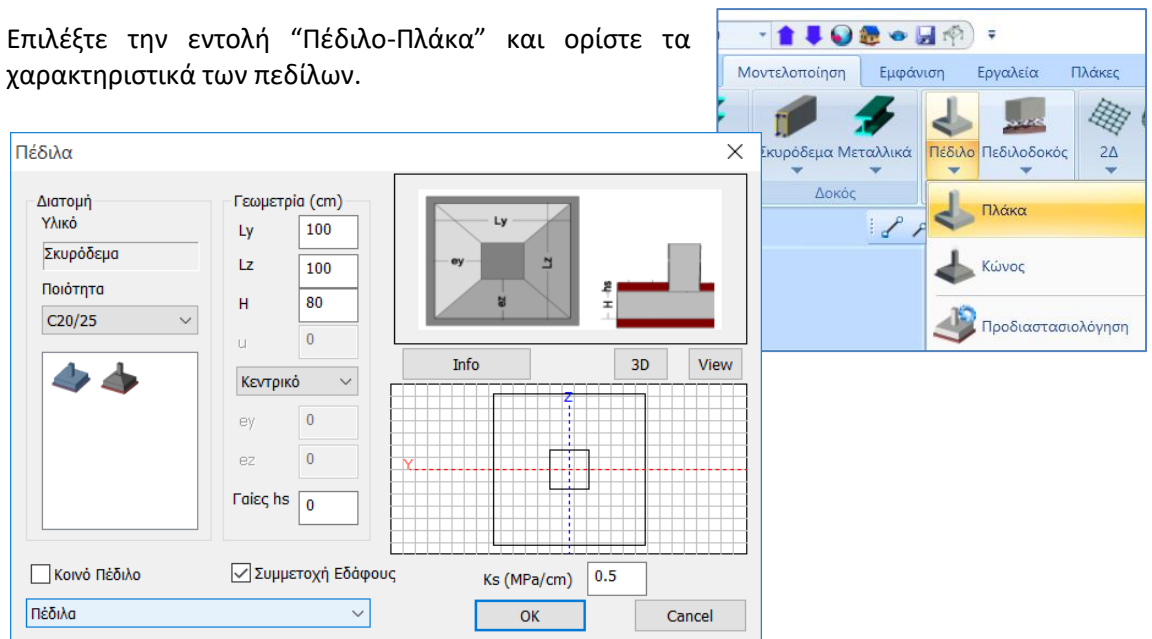 Επιλέξτε την εντολή “Πέδιλο-Πλάκα” και ορίστε τα
χαρακτηριστικά των πεδίλων.
Μοντελοποίηση Εμφάνιση Εργαλεία Πλάκες
Σκυρόδεμα Μεταλλικά Πέδιλο Πεδιλοδοκός 2Δ
Δοκός
Πλάκα
Κώνος
Προδιαστασιολόγηση
Πέδιλα
Διατομή
Υλικό
Σκυρόδεμα
Ποιότητα
C20/25
Γεωμετρία (cm)
Ly 100
Lz 100
H 80
u 0
Κεντρικό
ey 0
ez 0
Γαίες hs 0
Ly
ey
Lz
ez
H hs
Info 3D View
Z
Y
Κοινό Πέδιλο
Συμμετοχή Εδάφους
Ks (MPa/cm) 0.5
Πέδιλα
OK Cancel